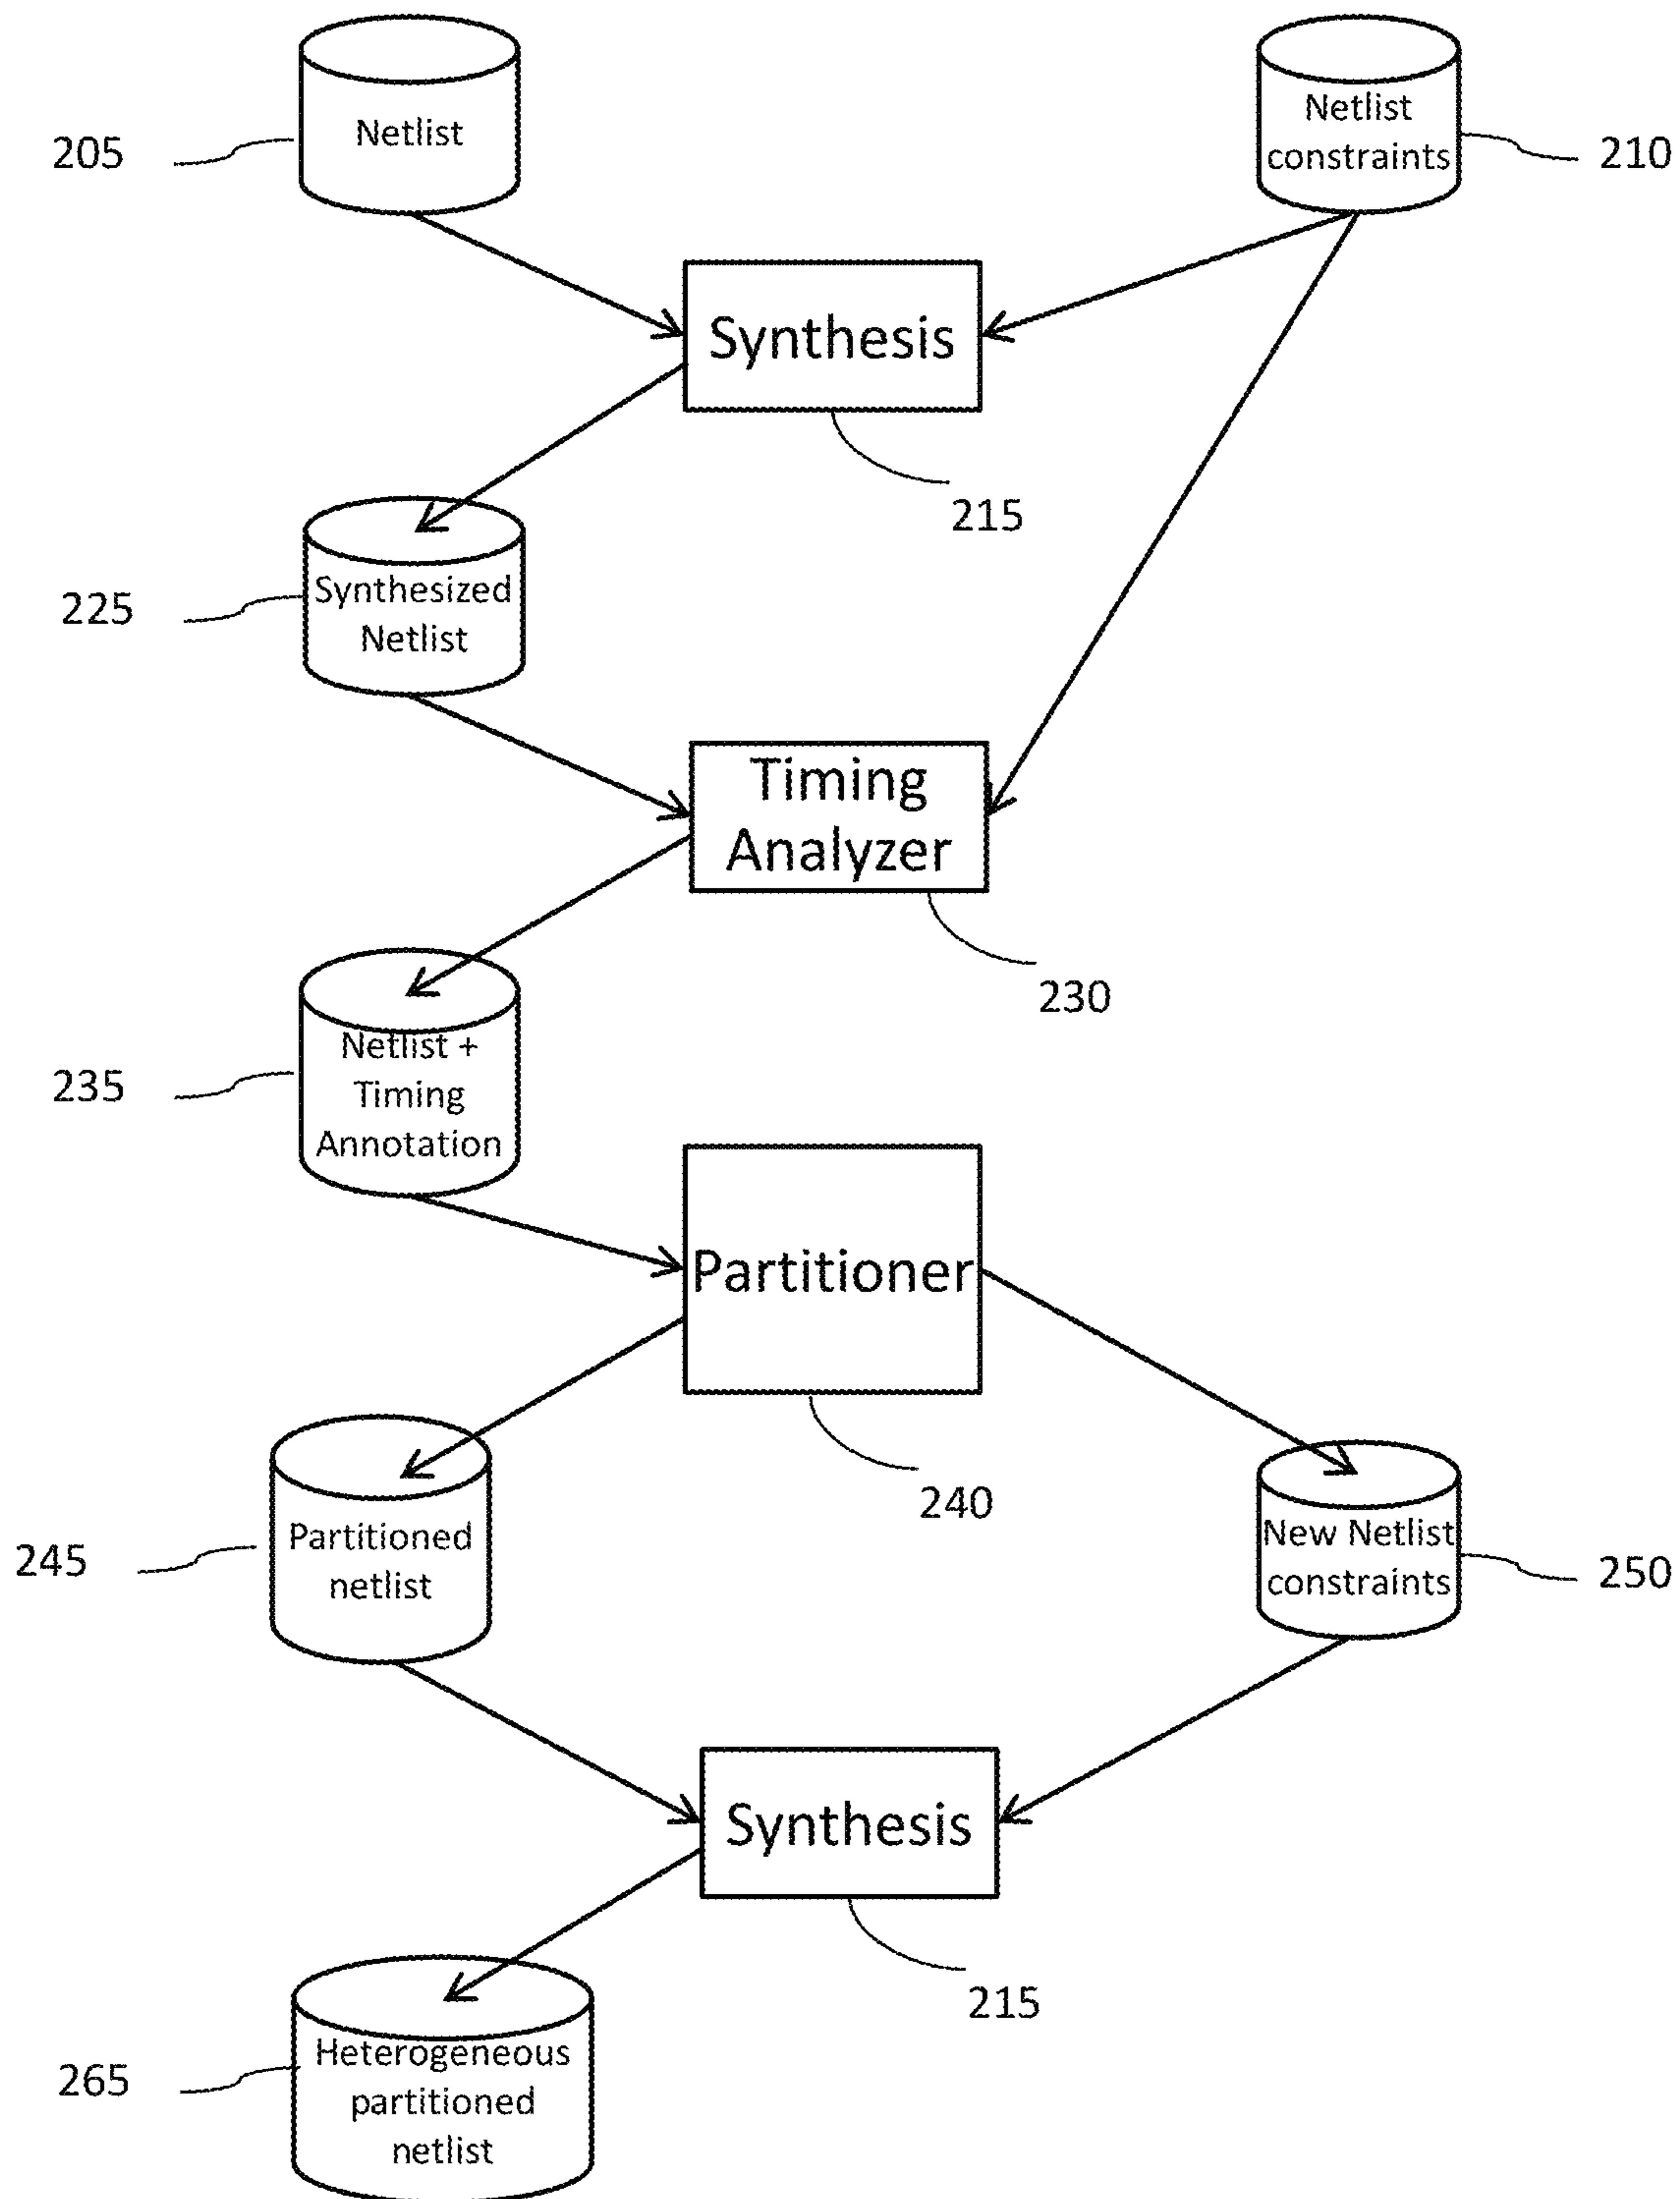 Netlist
205
Netlist
constraints
210
Synthesis
215
Synthesized
Netlist
225
Timing
Analyzer
230
Netlist +
Timing
Annotation
235
Partitioner
240
Partitioned
netlist
245
New Netlist
constraints
250
Synthesis
215
Heterogeneous
partitioned
netlist
265